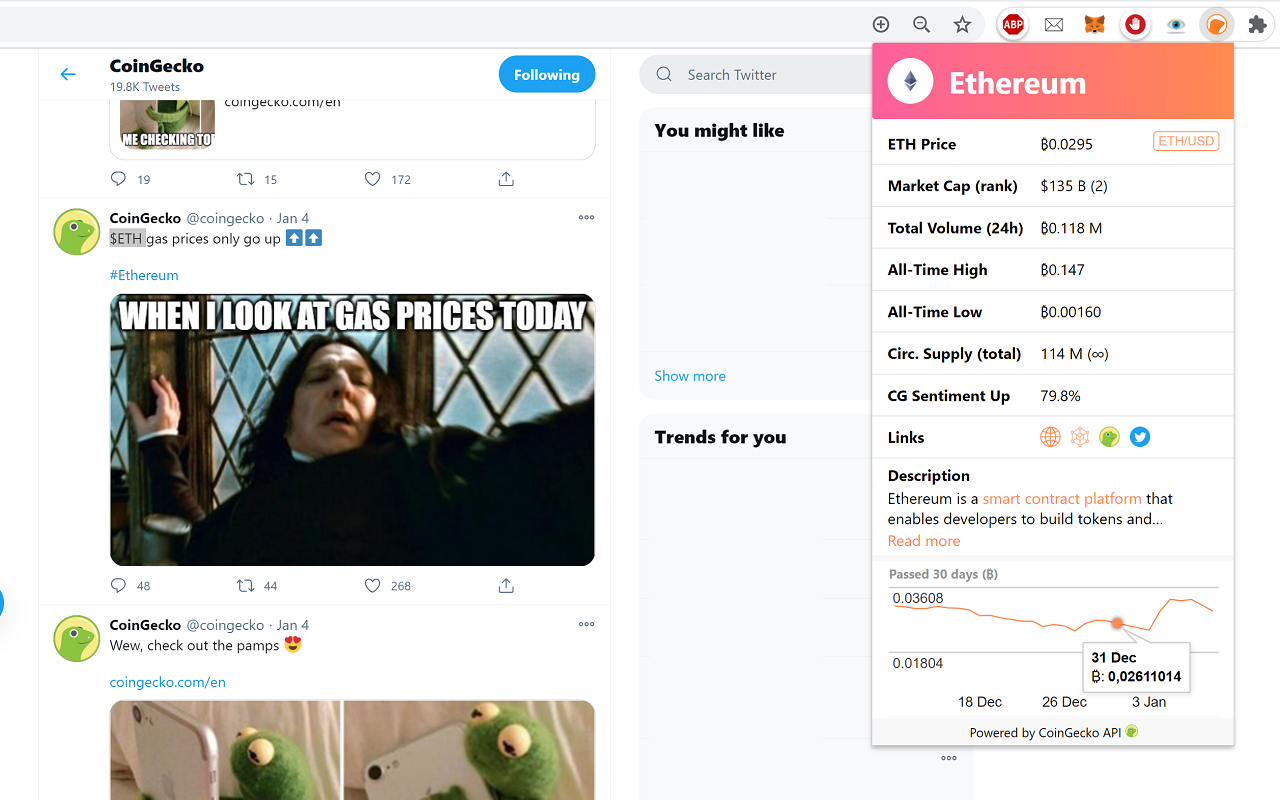 ABP
CoinGecko
19.8K Tweets
Following
Search Twitter
coingecko.com/en
ME CHECKING TO
19
15
172
CoinGecko @coingecko · Jan 4
$ETH gas prices only go up ⬆️⬆️
#Ethereum
WHEN I LOOK AT GAS PRICES TODAY
48
44
268
CoinGecko @coingecko · Jan 4
Wew, check out the pamps 😍
coingecko.com/en
You might like
Show more
Trends for you
Ethereum
ETH Price ₿0.0295 ETH/USD
Market Cap (rank) $135 B (2)
Total Volume (24h) ₿0.118 M
All-Time High ₿0.147
All-Time Low ₿0.00160
Circ. Supply (total) 114 M (∞)
CG Sentiment Up 79.8%
Links
Description
Ethereum is a smart contract platform that
enables developers to build tokens and...
Read more
Passed 30 days (₿)
0.03608
0.01804
31 Dec
₿: 0,02611014
18 Dec 26 Dec 3 Jan
Powered by CoinGecko API